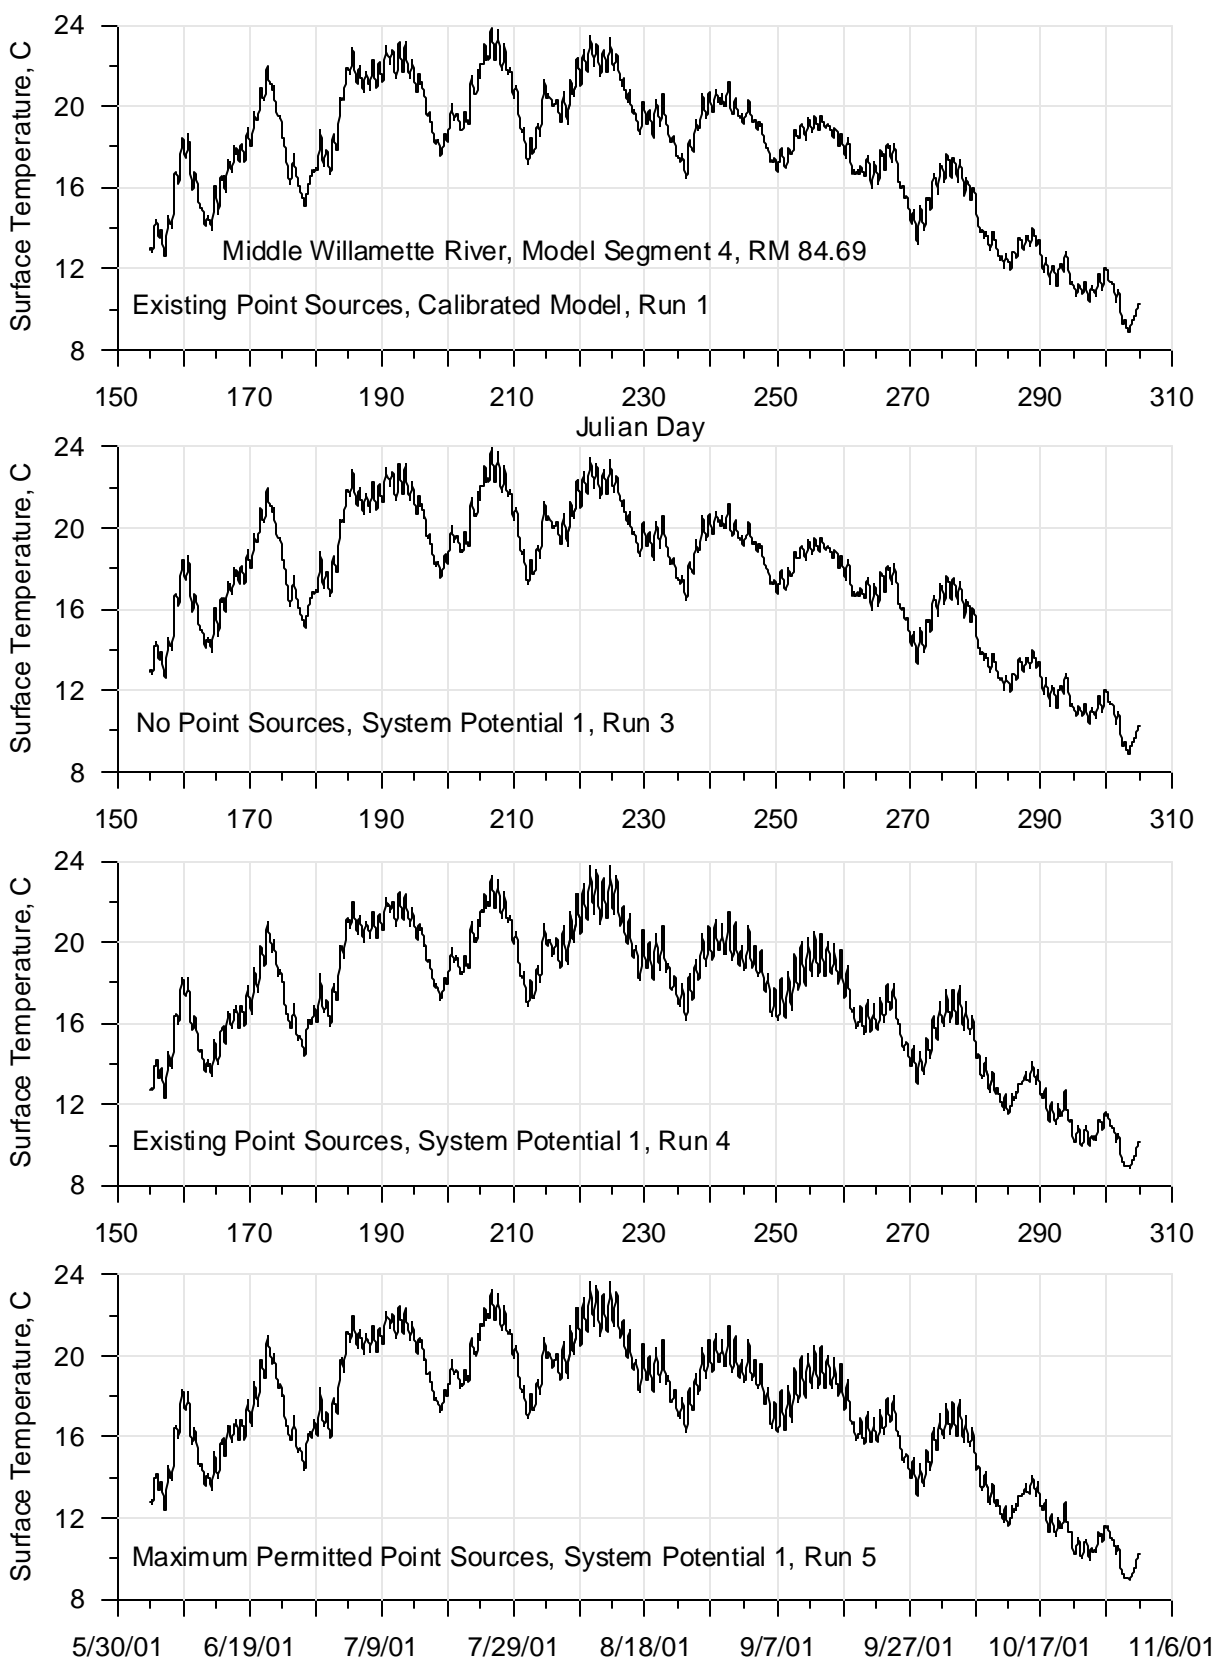 24
20
16
12
8
Surface Temperature, C
Middle Willamette River, Model Segment 4, RM 84.69
Existing Point Sources, Calibrated Model, Run 1
150 170 190 210 230 250 270 290 310
Julian Day
24
20
16
12
8
Surface Temperature, C
No Point Sources, System Potential 1, Run 3
150 170 190 210 230 250 270 290 310
24
20
16
12
8
Surface Temperature, C
Existing Point Sources, System Potential 1, Run 4
150 170 190 210 230 250 270 290 310
24
20
16
12
8
Surface Temperature, C
Maximum Permitted Point Sources, System Potential 1, Run 5
5/30/01 6/19/01 7/9/01 7/29/01 8/18/01 9/7/01 9/27/01 10/17/01 11/6/01